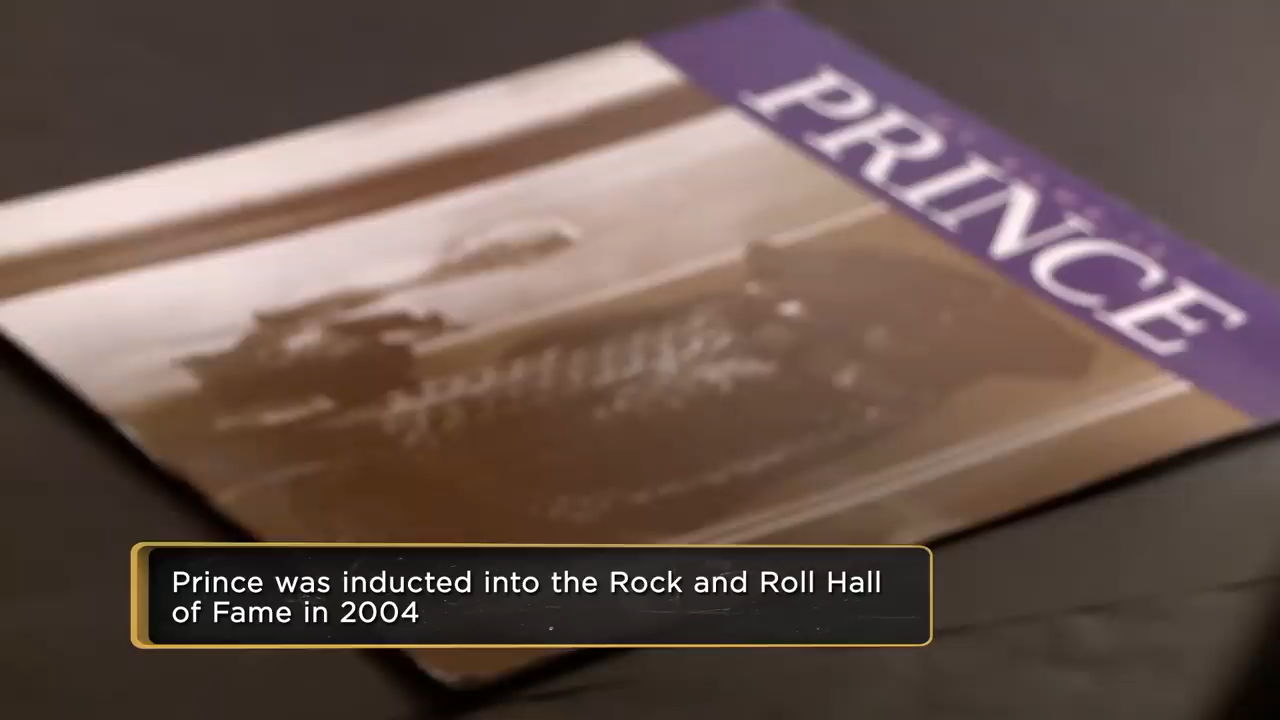 PRINCE
Prince was inducted into the Rock and Roll Hall
of Fame in 2004